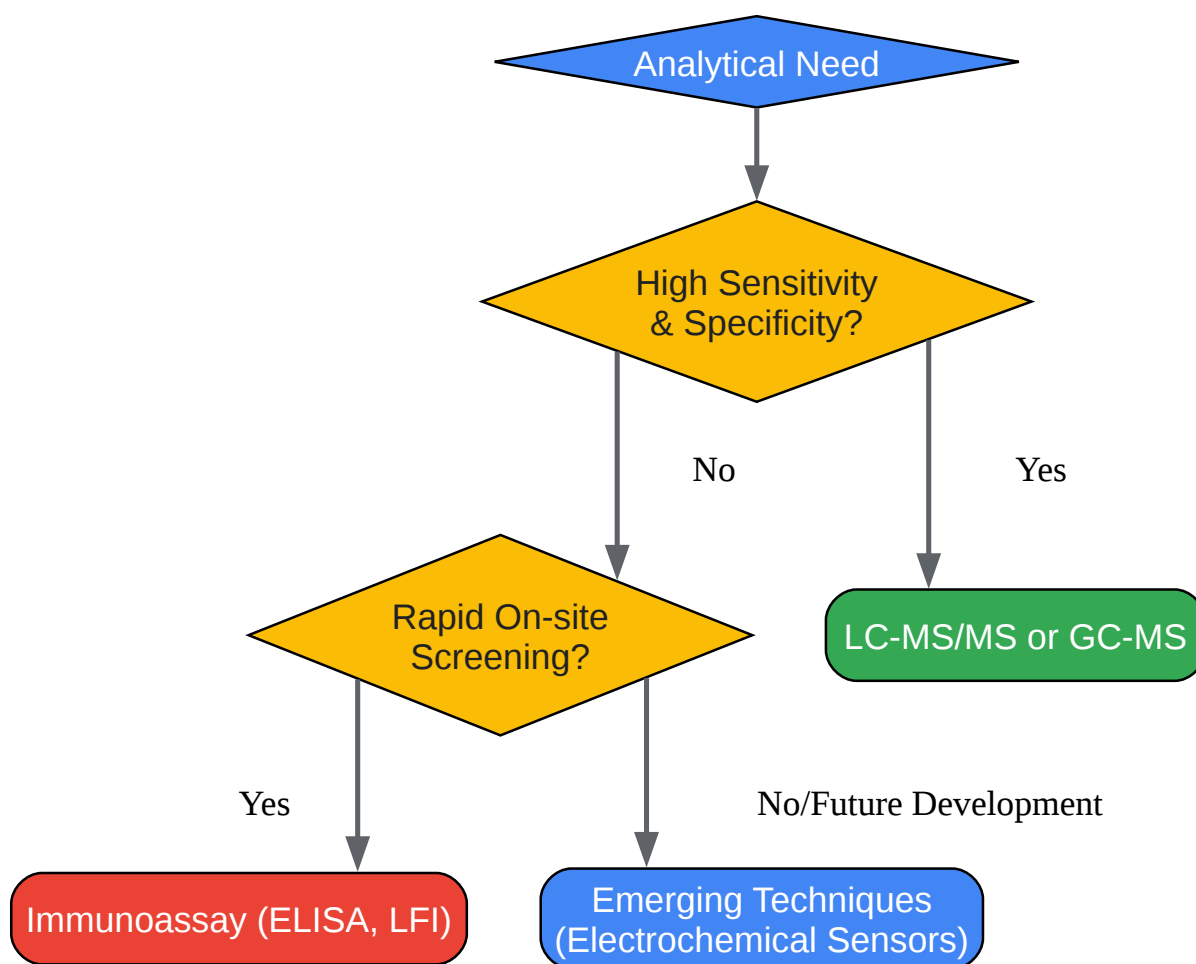 Analytical Need
High Sensitivity
& Specificity?
No
Yes
Rapid On-site
Screening?
LC-MS/MS or GC-MS
Yes
No/Future Development
Immunoassay (ELISA, LFI)
Emerging Techniques
(Electrochemical Sensors)